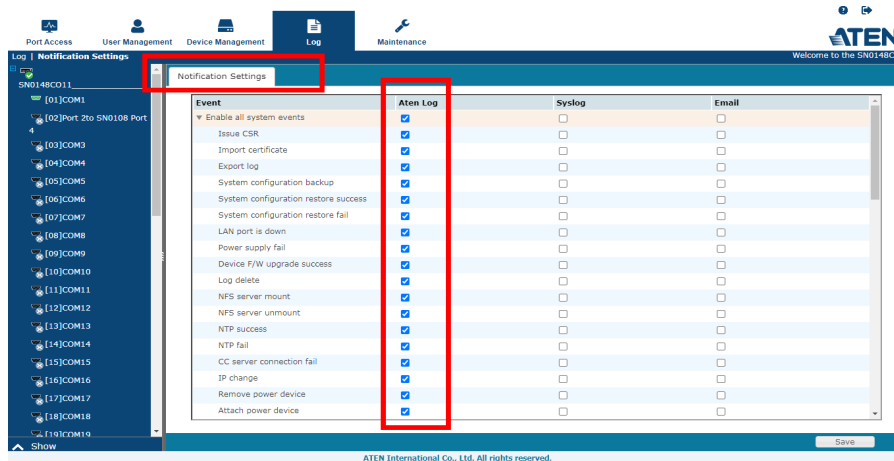 Port Access
User Management
Device Management
Log
Maintenance
ATEN
Log | Notification Settings
Welcome to the SN0148C
SN0148CO11
[01]COM1
[02]Port 2to SN0108 Port
4
[03]COM3
[04]COM4
[05]COM5
[06]COM6
[07]COM7
[08]COM8
[09]COM9
[10]COM10
[11]COM11
[12]COM12
[13]COM13
[14]COM14
[15]COM15
[16]COM16
[17]COM17
[18]COM18
[19]COM19
Show
Notification Settings
Event Aten Log Syslog Email
Enable all system events
Issue CSR
Import certificate
Export log
System configuration backup
System configuration restore success
System configuration restore fail
LAN port is down
Power supply fail
Device F/W upgrade success
Log delete
NFS server mount
NFS server unmount
NTP success
NTP fail
CC server connection fail
IP change
Remove power device
Attach power device
Save
ATEN International Co., Ltd. All rights reserved.